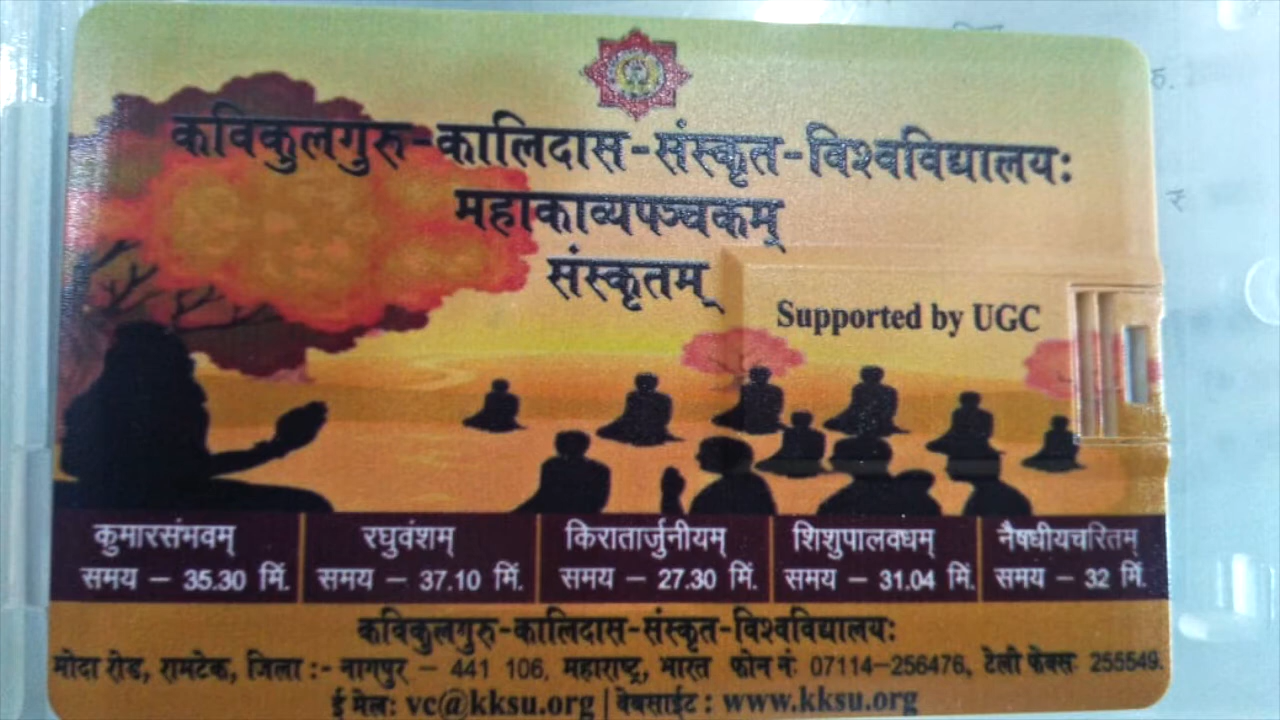 कविकुलगुरु-कालिदास-संस्कृत-विश्वविद्यालयः
महाकाव्यपञ्चकम्
संस्कृतम्
Supported by UGC
कुमारसंभवम् रघुवंशम् किरातार्जुनीयम् शिशुपालवधम् नैषधीयचरितम्
समय – 35.30 मिं. समय – 37.10 मिं. समय – 27.30 मिं. समय – 31.04 मिं. समय – 32 मिं.
कविकुलगुरु-कालिदास-संस्कृत-विश्वविद्यालयः
मोदा रोड, रामटेक, जिला :- नागपुर – 441 106, महाराष्ट्र, भारत फोन नं 07114-256476, टेली फेक्स 255549.
ई मेल: vc@kksu.org | वेबसाईट : www.kksu.org